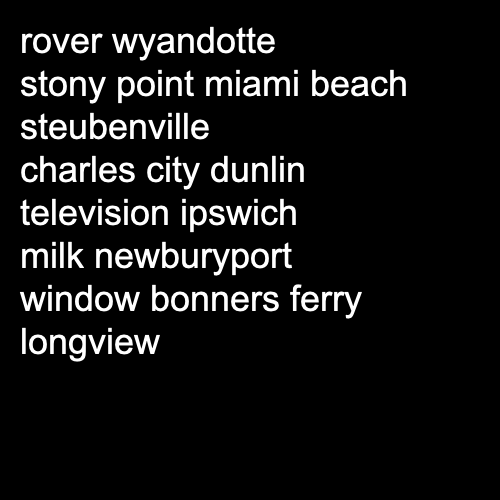 rover wyandotte
stony point miami beach
steubenville
charles city dunlin
television ipswich
milk newburyport
window bonners ferry
longview